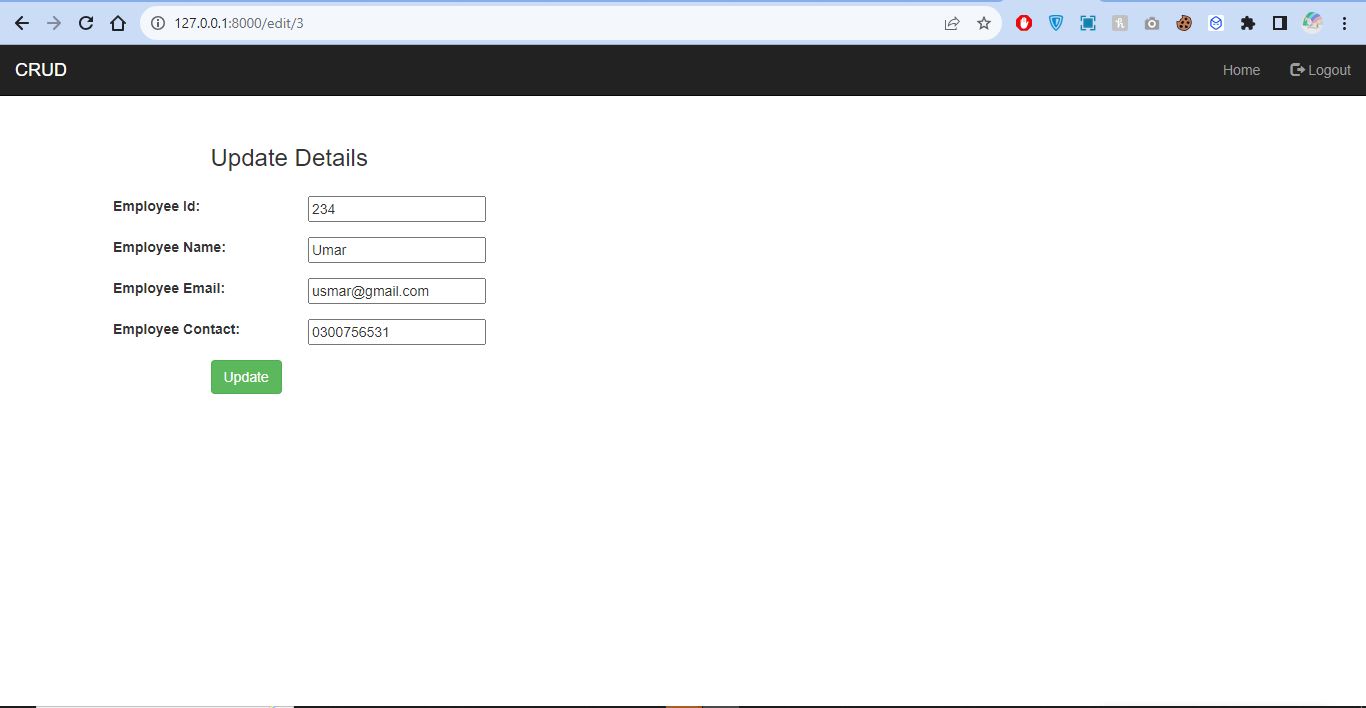 127.0.0.1:8000/edit/3
CRUD
Home
Logout
Update Details
Employee Id:
234
Employee Name:
Umar
Employee Email:
usmar@gmail.com
Employee Contact:
0300756531
Update